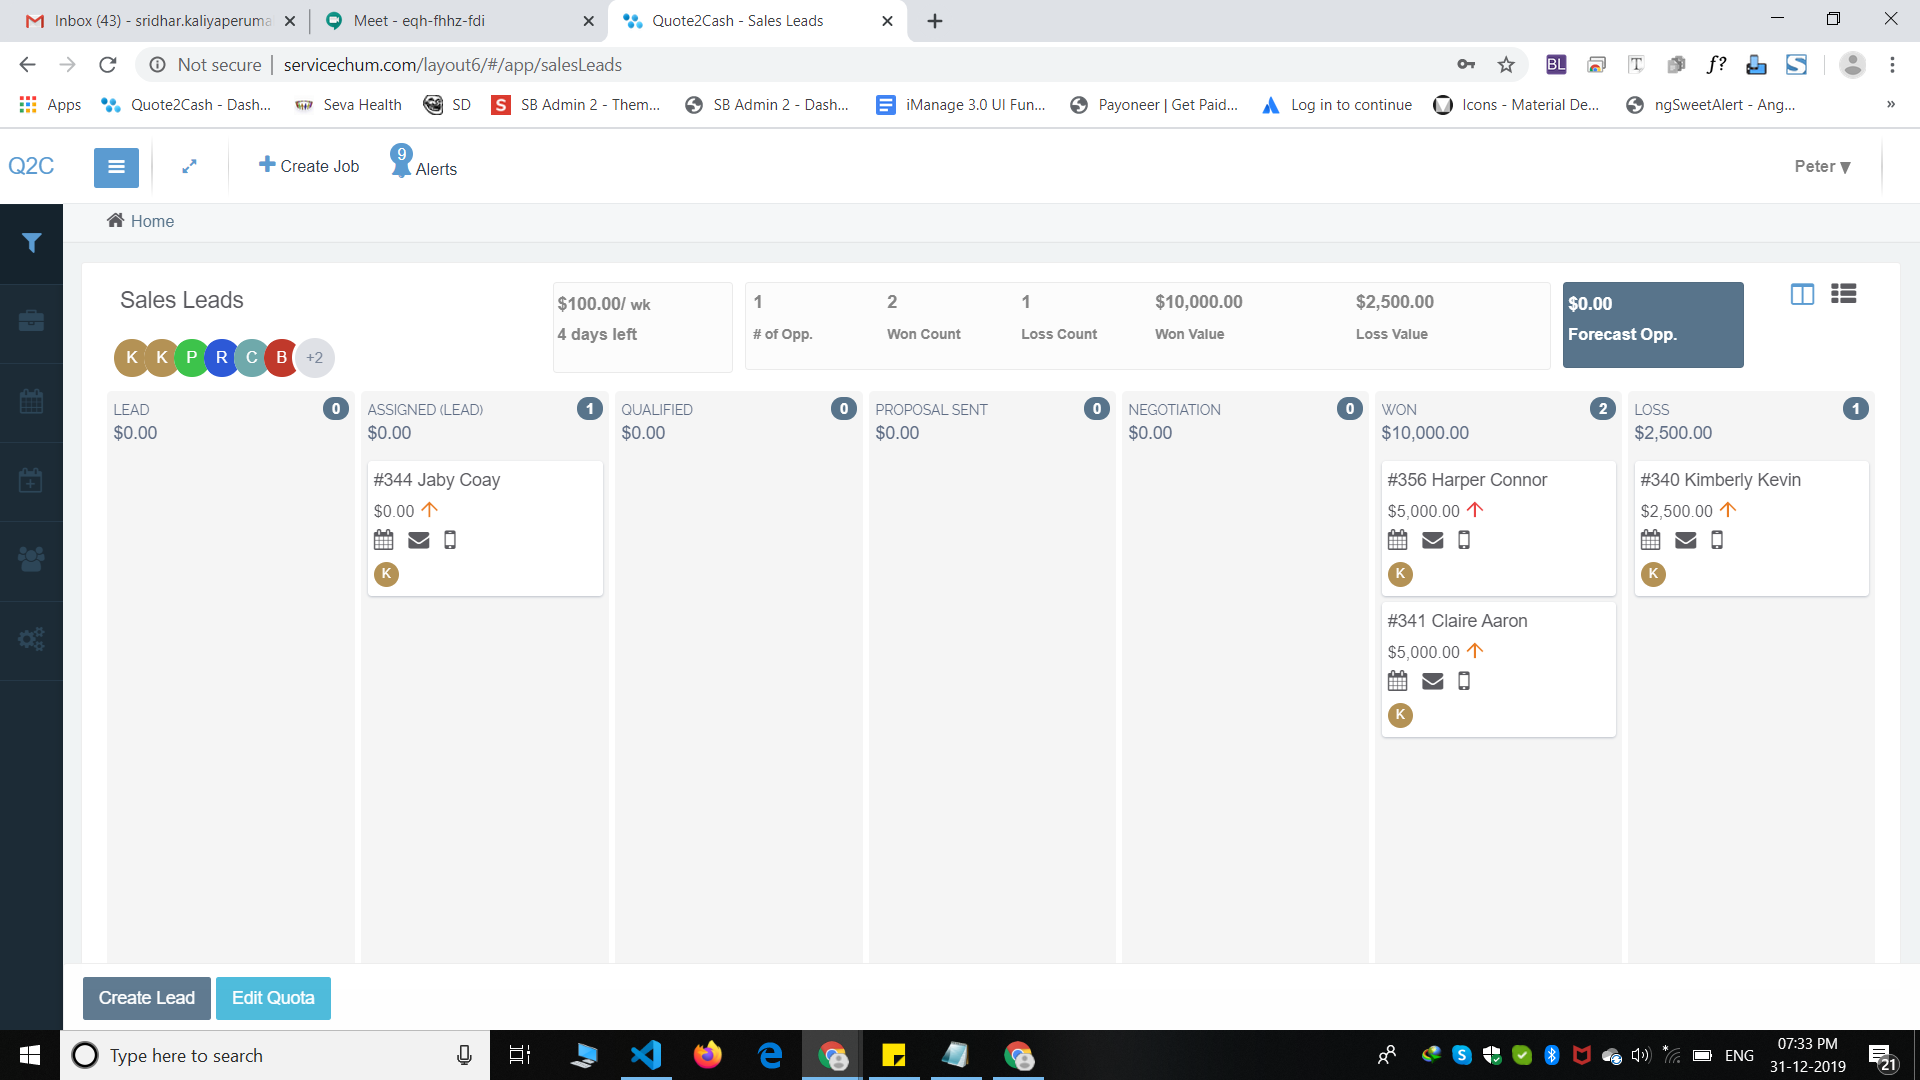 Inbox (43) - sridhar.kaliyaperuma
Meet - eqh-fhhz-fdi
Quote2Cash - Sales Leads
Not secure | servicechum.com/layout6/#/app/salesLeads
BL
T
f?
S
Apps
Quote2Cash - Dash...
Seva Health
SD
S
SB Admin 2 - Them...
SB Admin 2 - Dash...
iManage 3.0 UI Fun...
Payoneer | Get Paid...
Log in to continue
Icons - Material De...
ngSweetAlert - Ang...
»
Q2C
Create Job
9
Alerts
Peter
Home
Sales Leads
$100.00/ wk
4 days left
1
# of Opp.
2
Won Count
1
Loss Count
$10,000.00
Won Value
$2,500.00
Loss Value
$0.00
Forecast Opp.
K K P R C B +2
LEAD 0
$0.00
ASSIGNED (LEAD) 1
$0.00
#344 Jaby Coay
$0.00
K
QUALIFIED 0
$0.00
PROPOSAL SENT 0
$0.00
NEGOTIATION 0
$0.00
WON 2
$10,000.00
#356 Harper Connor
$5,000.00
K
#341 Claire Aaron
$5,000.00
K
LOSS 1
$2,500.00
#340 Kimberly Kevin
$2,500.00
K
Create Lead
Edit Quota
Type here to search
ENG
07:33 PM
31-12-2019
21